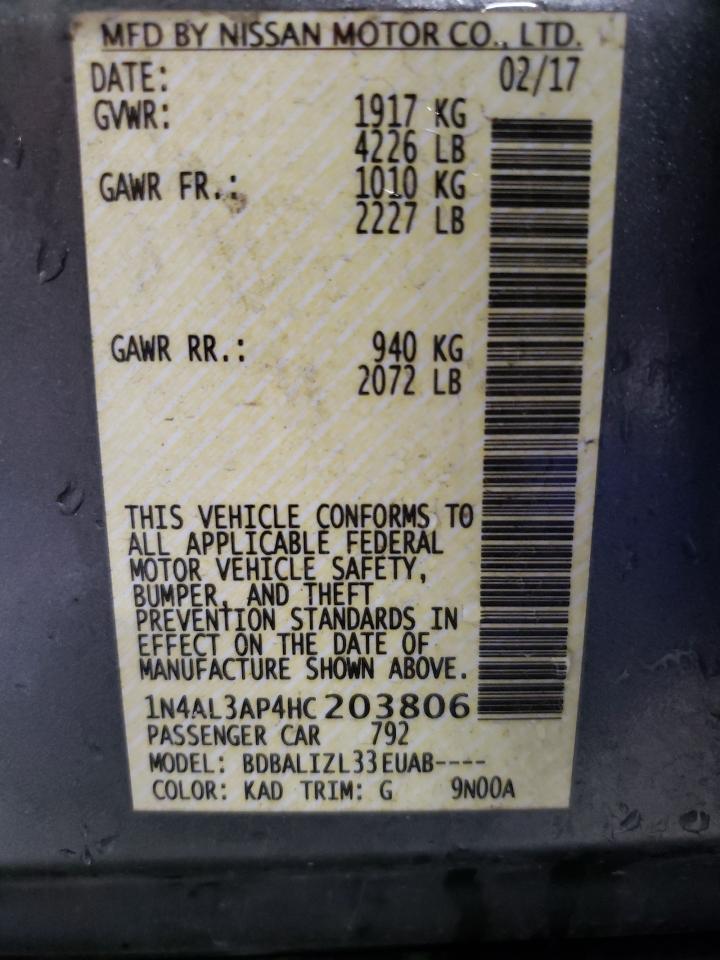 MFD BY NISSAN MOTOR CO., LTD.
DATE: 02/17
GVWR: 1917 KG
4226 LB
GAWR FR.: 1010 KG
2227 LB
GAWR RR.: 940 KG
2072 LB
THIS VEHICLE CONFORMS TO
ALL APPLICABLE FEDERAL
MOTOR VEHICLE SAFETY,
BUMPER, AND THEFT
PREVENTION STANDARDS IN
EFFECT ON THE DATE OF
MANUFACTURE SHOWN ABOVE.
1N4AL3AP4HC203806
PASSENGER CAR 792
MODEL: BDBALIZL33EUAB----
COLOR: KAD TRIM: G 9N00A